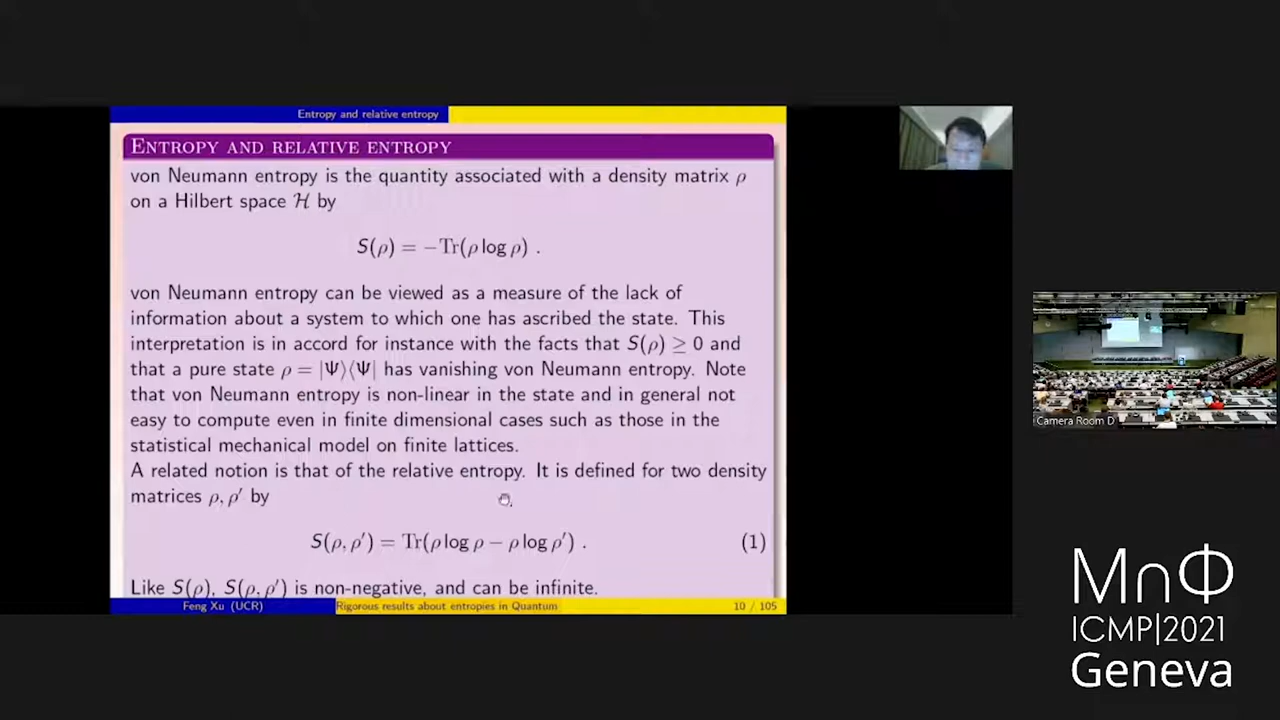 Entropy and relative entropy
ENTROPY AND RELATIVE ENTROPY
von Neumann entropy is the quantity associated with a density matrix ρ
on a Hilbert space ℋ by
S(ρ) = −Tr(ρ log ρ) .
von Neumann entropy can be viewed as a measure of the lack of
information about a system to which one has ascribed the state. This
interpretation is in accord for instance with the facts that S(ρ) ≥ 0 and
that a pure state ρ = |Ψ⟩⟨Ψ| has vanishing von Neumann entropy. Note
that von Neumann entropy is non-linear in the state and in general not
easy to compute even in finite dimensional cases such as those in the
statistical mechanical model on finite lattices.
A related notion is that of the relative entropy. It is defined for two density
matrices ρ, ρ′ by
S(ρ, ρ′) = Tr(ρ log ρ − ρ log ρ′) . (1)
Like S(ρ), S(ρ, ρ′) is non-negative, and can be infinite.
Feng Xu (UCR) Rigorous results about entropies in Quantum 10 / 105
Camera Room D
MΠΦ
ICMP|2021
Geneva